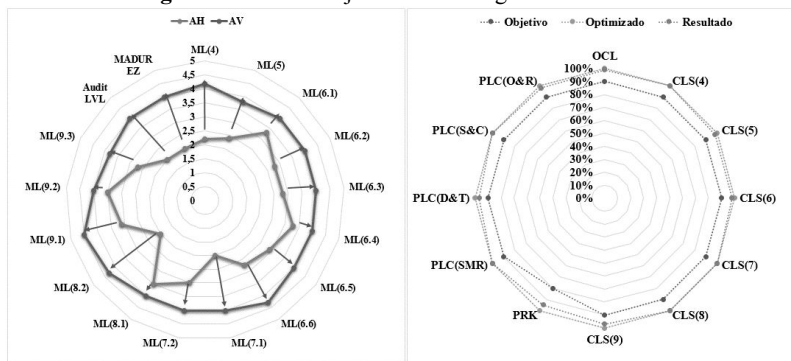 AH AV
ML(4)
ML(5)
ML(6.1)
ML(6.2)
ML(6.3)
ML(6.4)
ML(6.5)
ML(6.6)
ML(7.1)
ML(7.2)
ML(8.1)
ML(8.2)
ML(9.1)
ML(9.2)
ML(9.3)
Audit
LVL
MADUR
EZ
5
4,5
4
3,5
3
2,5
2
1,5
1
0,5
0
Objetivo Optimizado Resultado
OCL
CLS(4)
CLS(5)
CLS(6)
CLS(7)
CLS(8)
CLS(9)
PRK
PLC(SMR)
PLC(D&T)
PLC(S&C)
PLC(O&R)
100%
90%
80%
70%
60%
50%
40%
30%
20%
10%
0%